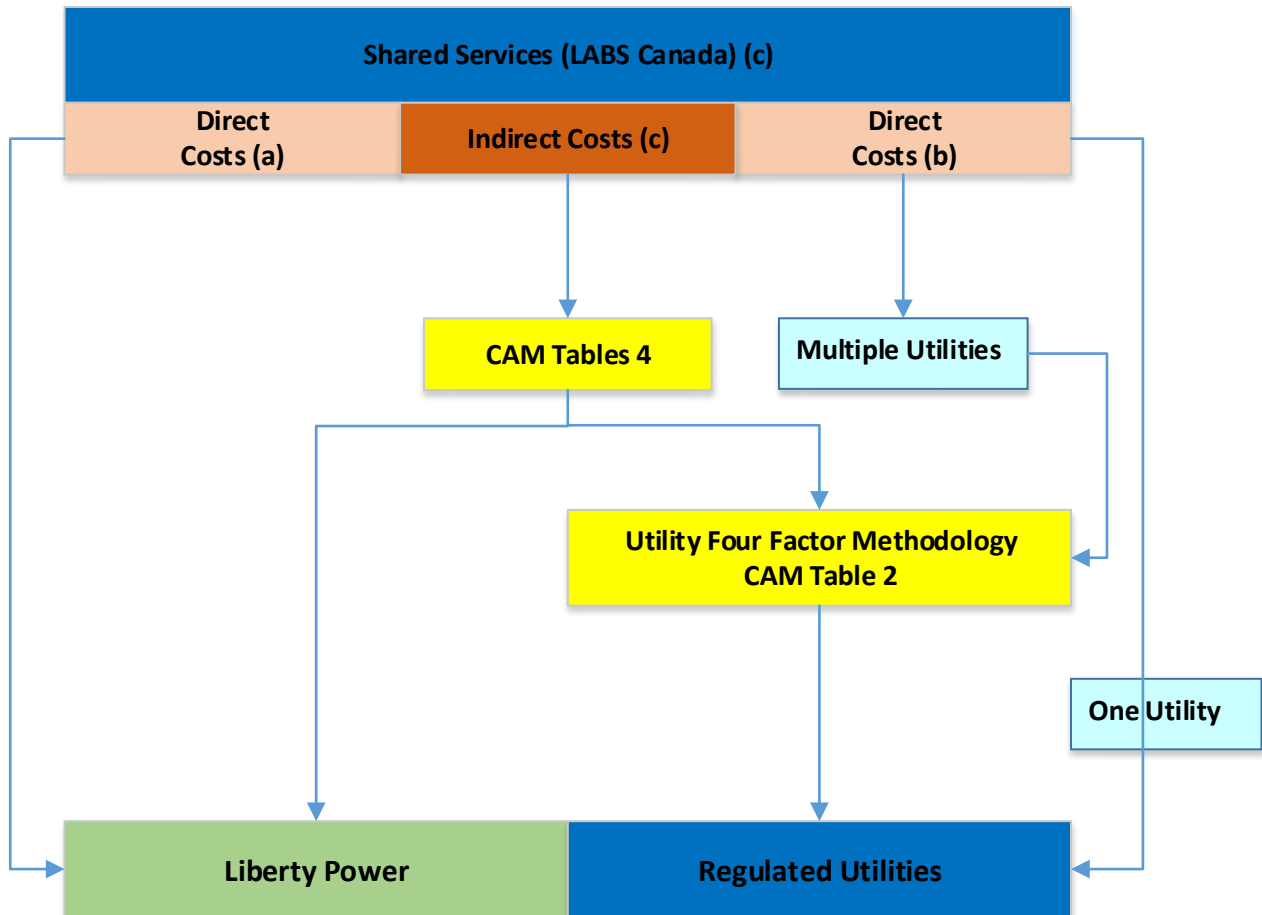 Shared Services (LABS Canada) (c)
Direct
Costs (a)
Indirect Costs (c)
Direct
Costs (b)
CAM Tables 4
Multiple Utilities
Utility Four Factor Methodology
CAM Table 2
One Utility
Liberty Power
Regulated Utilities